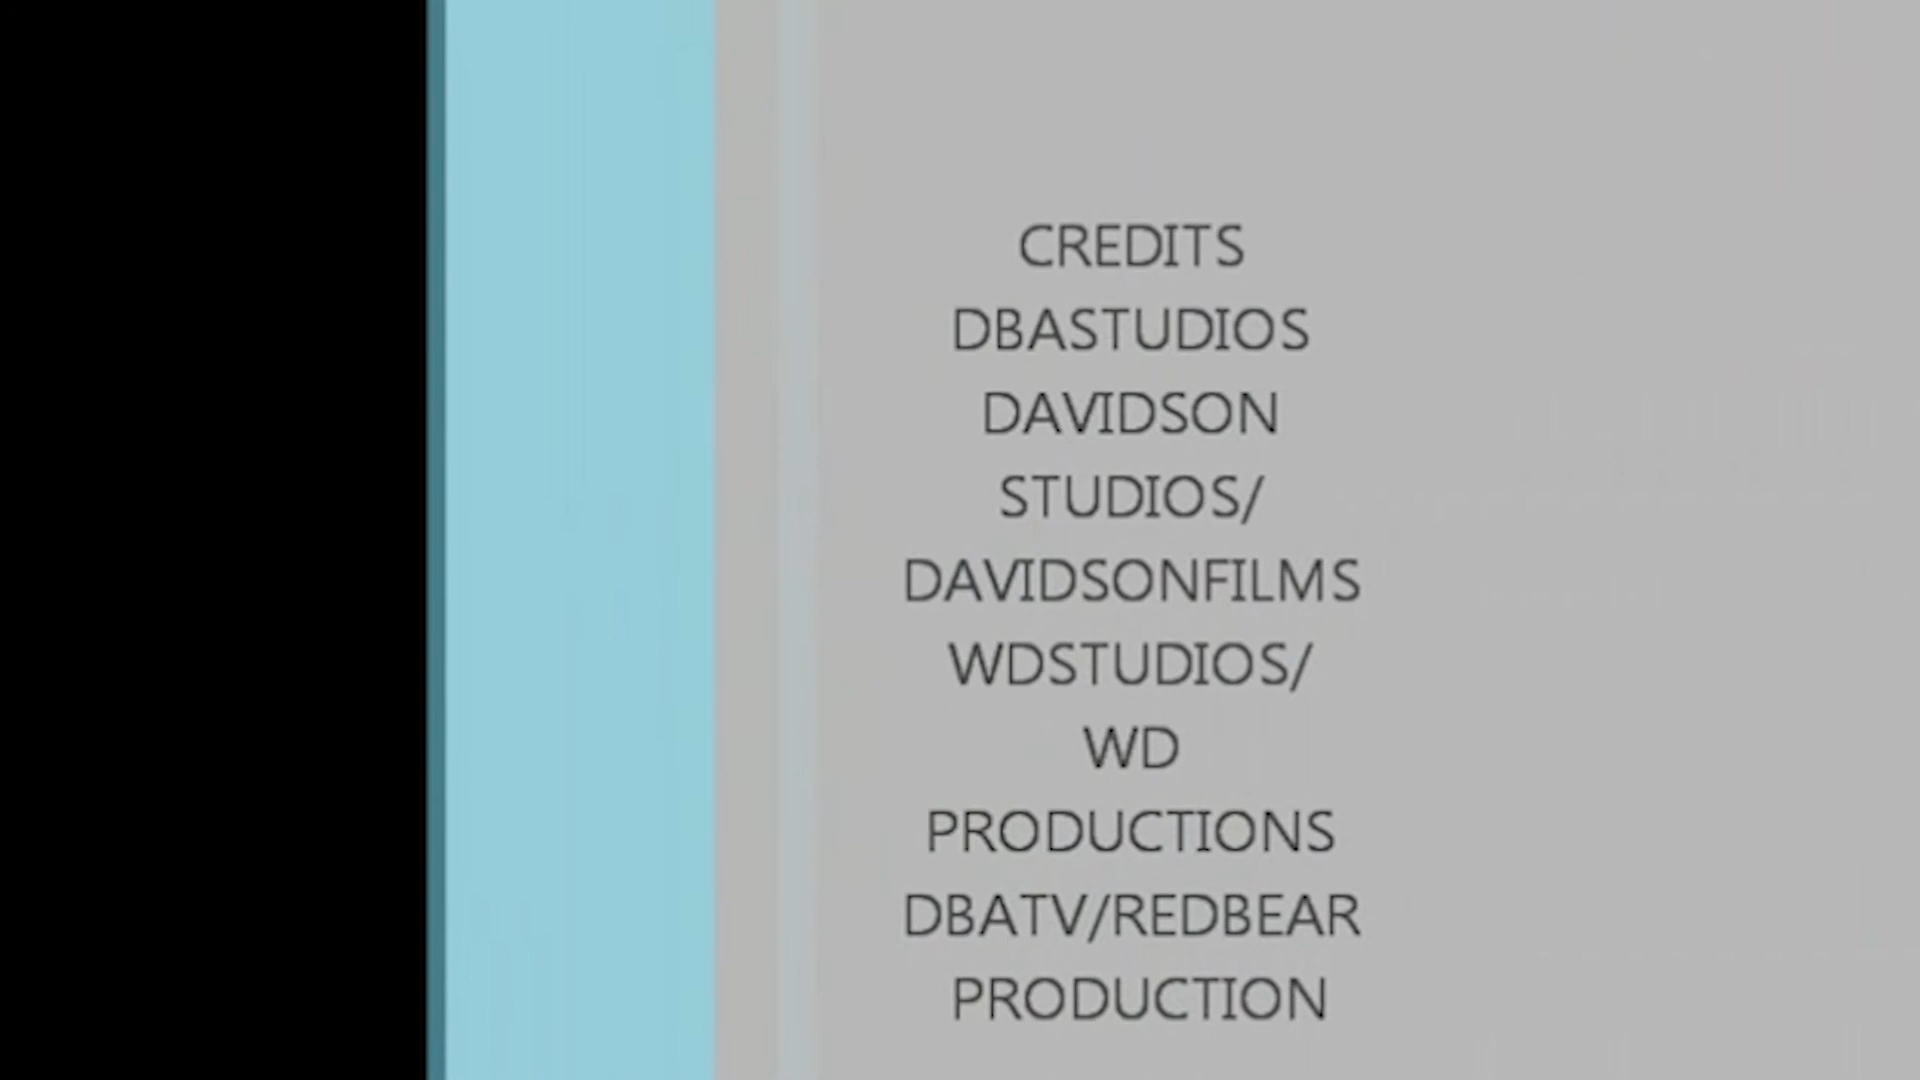 CREDITS
DBASTUDIOS
DAVIDSON
STUDIOS/
DAVIDSONFILMS
WDSTUDIOS/
WD
PRODUCTIONS
DBATV/REDBEAR
PRODUCTION